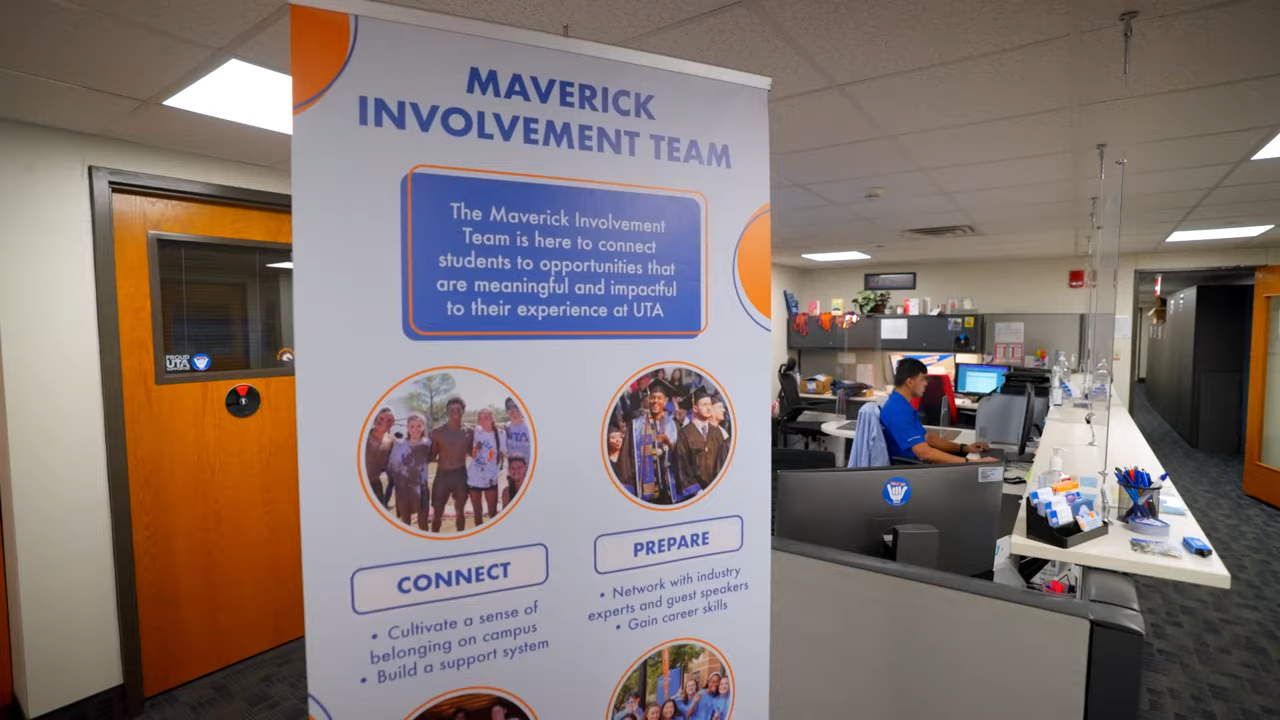 MAVERICK
INVOLVEMENT TEAM
The Maverick Involvement
Team is here to connect
students to opportunities that
are meaningful and impactful
to their experience at UTA
CONNECT
• Cultivate a sense of
belonging on campus
• Build a support system
PREPARE
• Network with industry
experts and guest speakers
• Gain career skills
PROUD
UTA